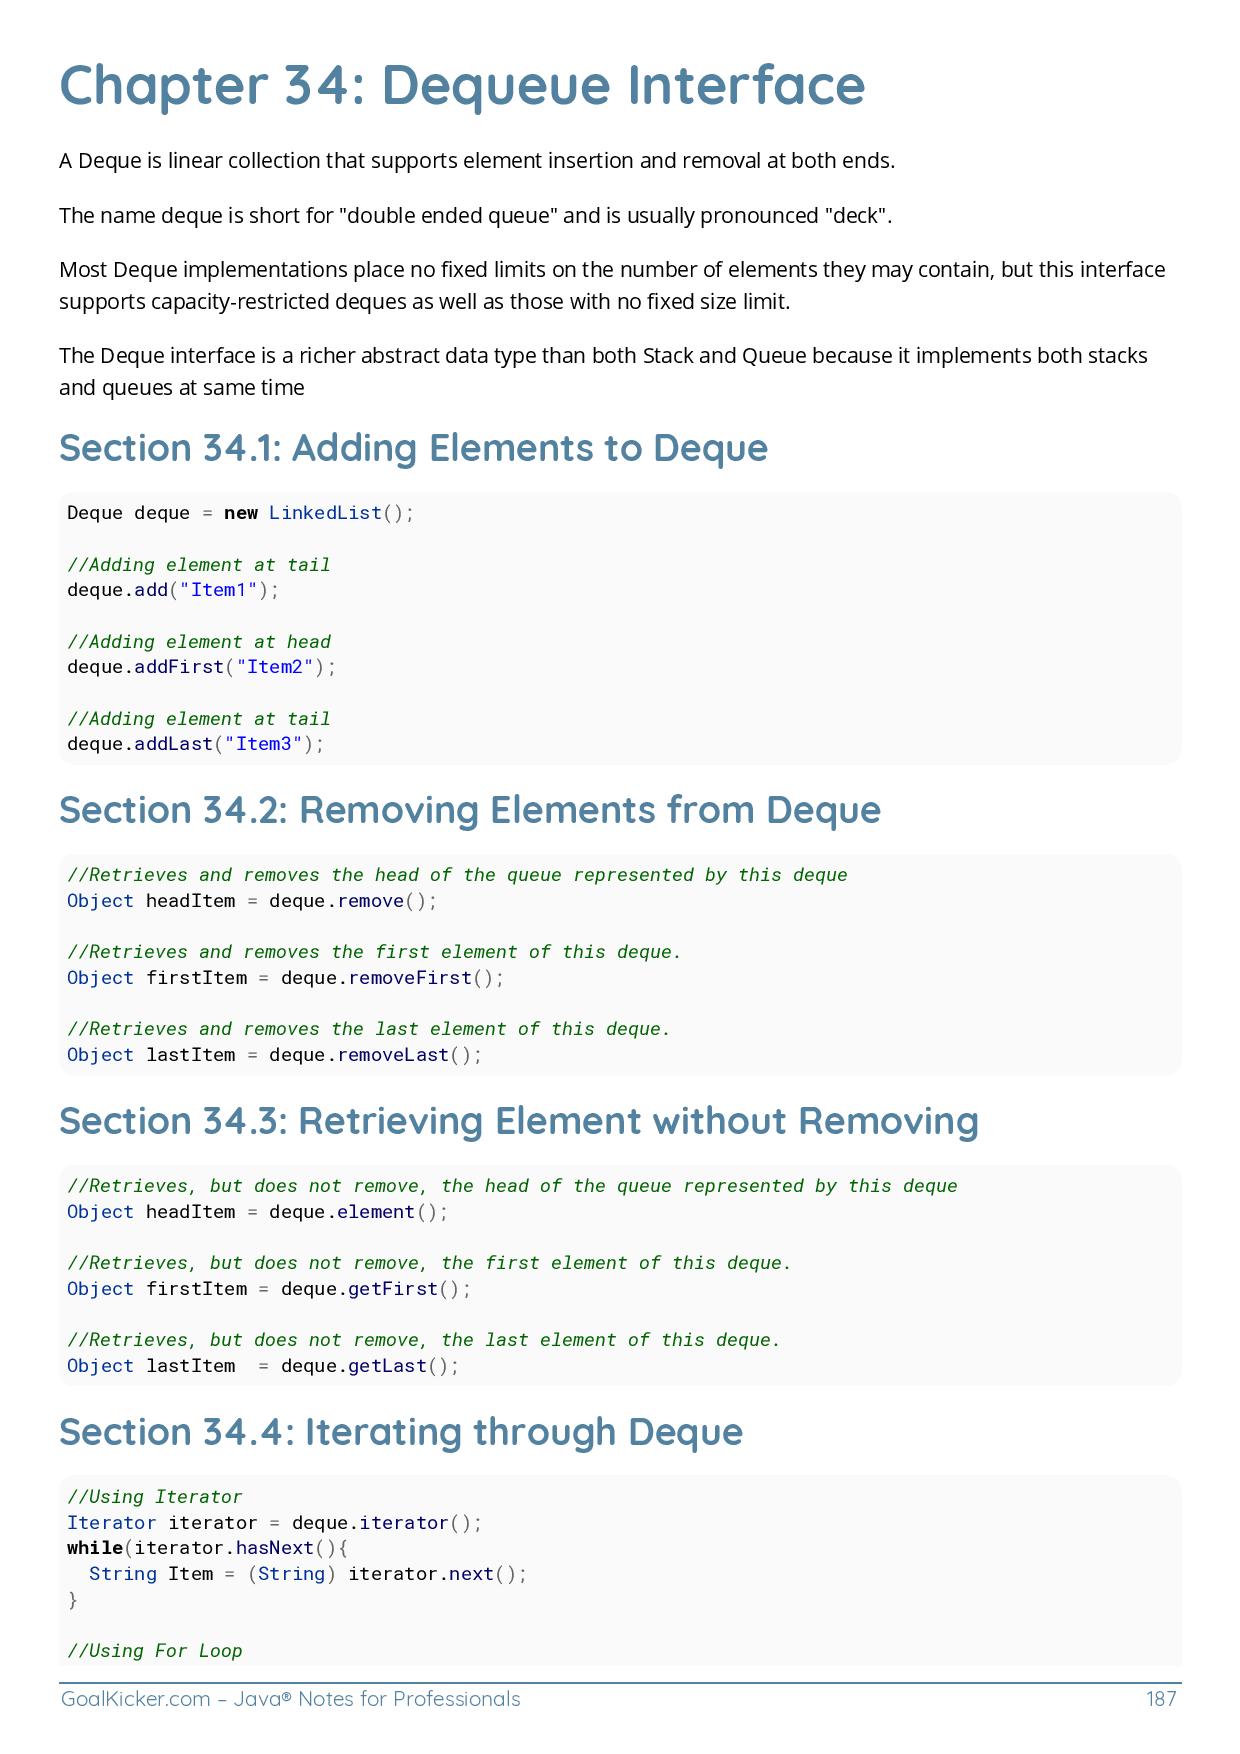 Chapter 34: Dequeue Interface
A Deque is linear collection that supports element insertion and removal at both ends.
The name deque is short for "double ended queue" and is usually pronounced "deck".
Most Deque implementations place no fixed limits on the number of elements they may contain, but this interface
supports capacity-restricted deques as well as those with no fixed size limit.
The Deque interface is a richer abstract data type than both Stack and Queue because it implements both stacks
and queues at same time
Section 34.1: Adding Elements to Deque
Deque deque = new LinkedList();
//Adding element at tail
deque.add("Item1");
//Adding element at head
deque.addFirst("Item2");
//Adding element at tail
deque.addLast("Item3");
Section 34.2: Removing Elements from Deque
//Retrieves and removes the head of the queue represented by this deque
Object headItem = deque.remove();
//Retrieves and removes the first element of this deque.
Object firstItem = deque.removeFirst();
//Retrieves and removes the last element of this deque.
Object lastItem = deque.removeLast();
Section 34.3: Retrieving Element without Removing
//Retrieves, but does not remove, the head of the queue represented by this deque
Object headItem = deque.element();
//Retrieves, but does not remove, the first element of this deque.
Object firstItem = deque.getFirst();
//Retrieves, but does not remove, the last element of this deque.
Object lastItem  = deque.getLast();
Section 34.4: Iterating through Deque
//Using Iterator
Iterator iterator = deque.iterator();
while(iterator.hasNext(){
  String Item = (String) iterator.next();
}
//Using For Loop
GoalKicker.com – Java® Notes for Professionals 187